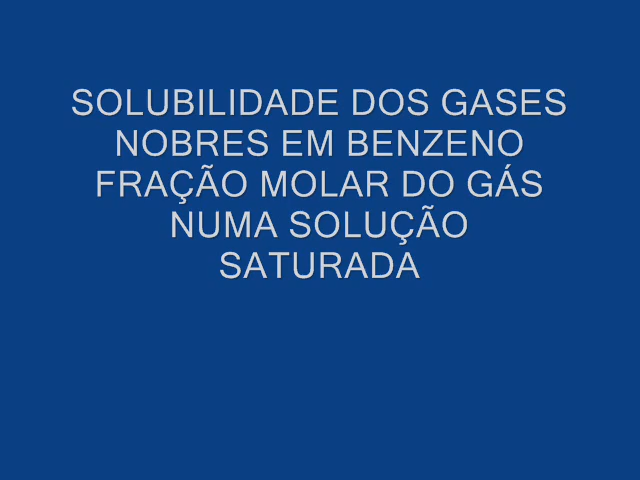 SOLUBILIDADE DOS GASES
NOBRES EM BENZENO
FRAÇÃO MOLAR DO GÁS
NUMA SOLUÇÃO
SATURADA